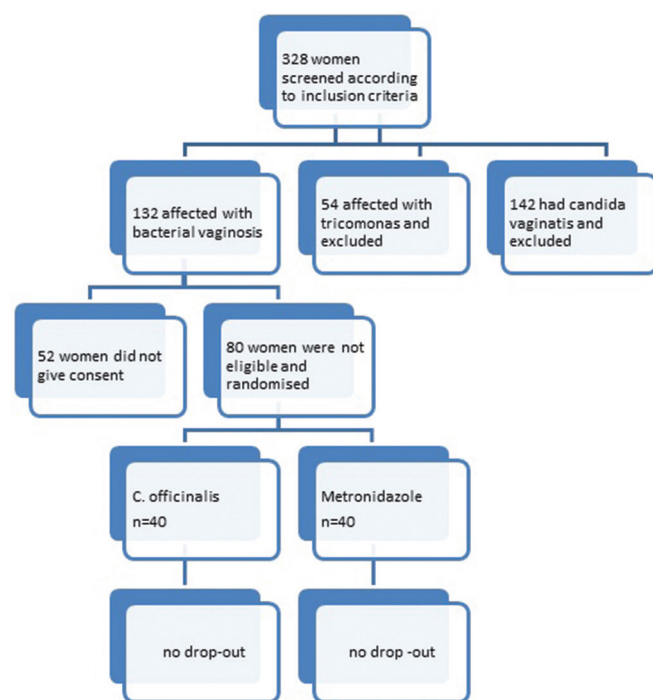 328 women
screened according
to inclusion criteria
132 affected with
bacterial vaginosis
54 affected with
tricomonas and
excluded
142 had candida
vaginatis and
excluded
52 women did not
give consent
80 women were not
eligible and
randomised
C. officinalis
n=40
Metronidazole
n=40
no drop-out
no drop -out